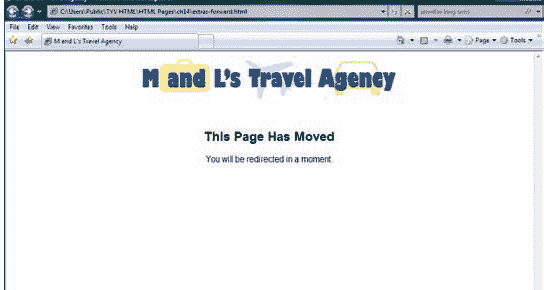 C:\Users\Public\TYV HTML\HTML Pages\ch14\extras-forward.html
File Edit View Favorites Tools Help
M and L's Travel Agency
Page Tools
M and L's Travel Agency
This Page Has Moved
You will be redirected in a moment.